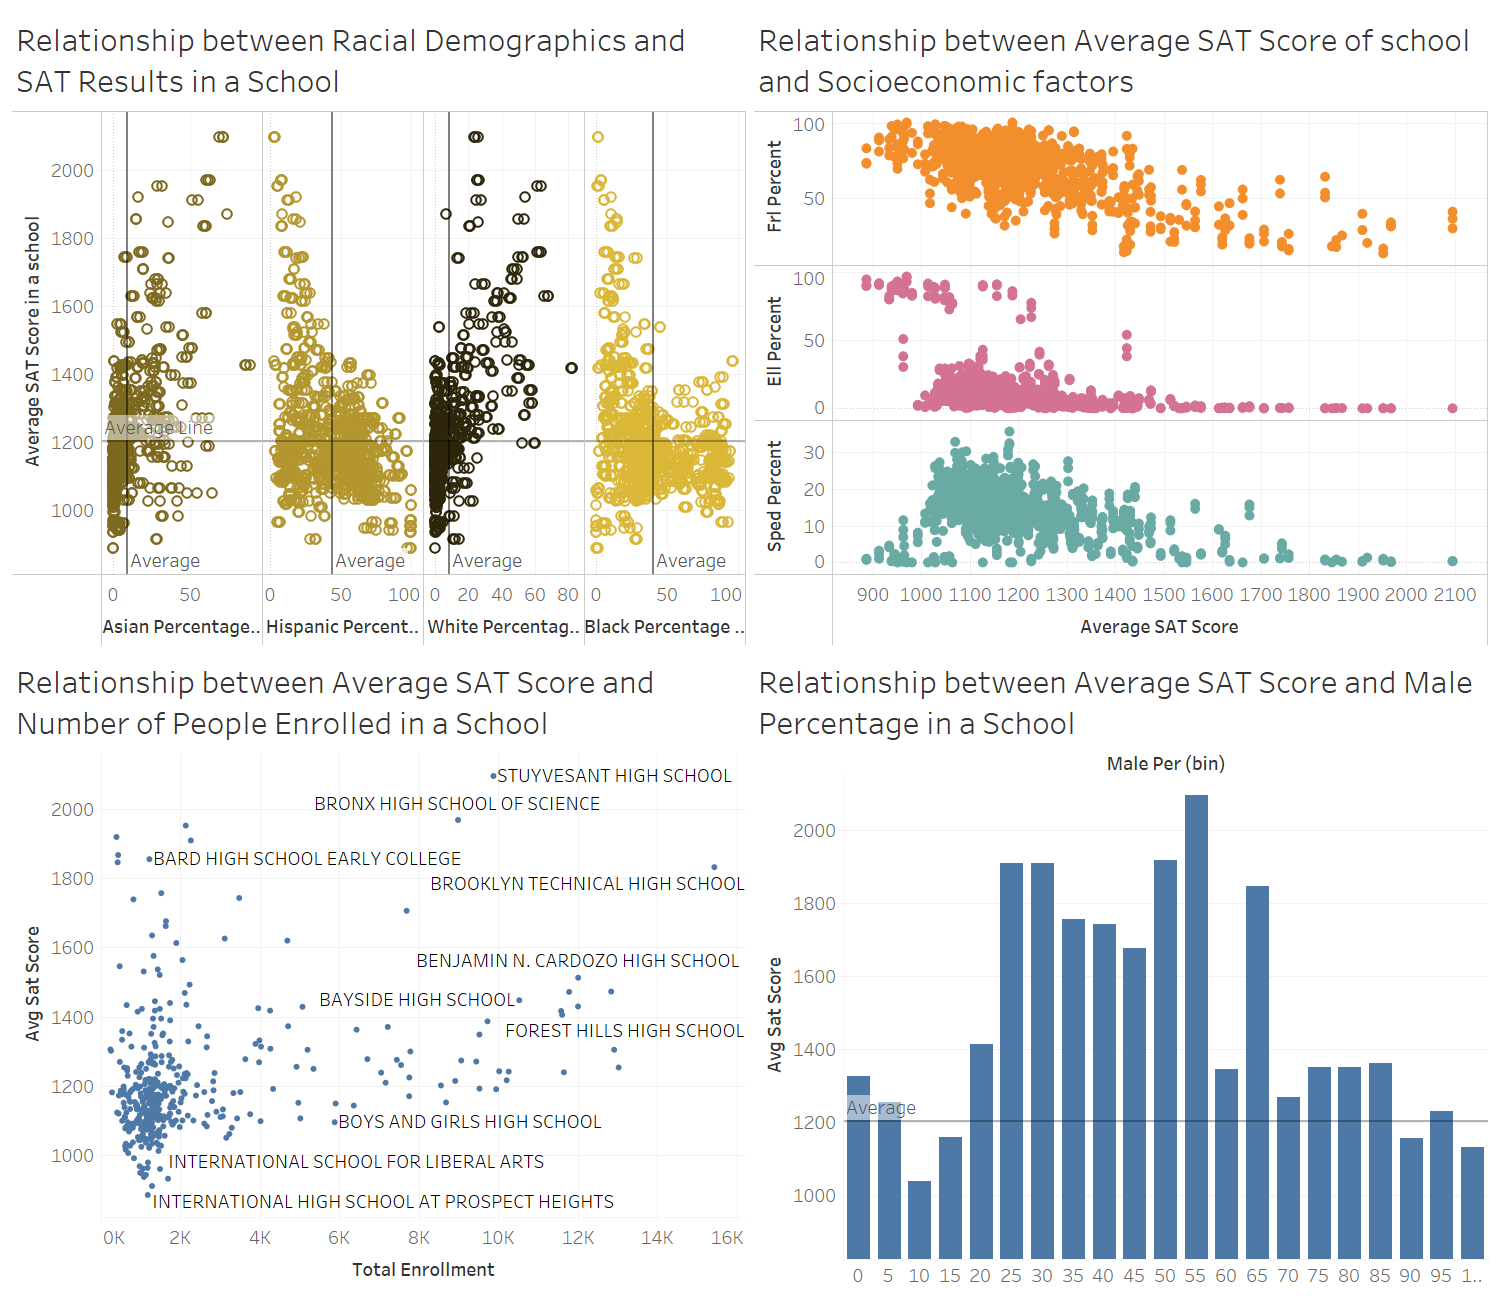 Relationship between Racial Demographics and
SAT Results in a School
Average SAT Score in a school
2000
1800
1600
1400
1200
1000
Average Line
Average
Average
Average
Average
0 50
0 50 100
0 20 40 60 80
0 50 100
Asian Percentage..
Hispanic Percent..
White Percentag..
Black Percentage ..
Relationship between Average SAT Score of school
and Socioeconomic factors
Frl Percent
100
50
Ell Percent
100
50
0
Sped Percent
30
20
10
0
900 1000 1100 1200 1300 1400 1500 1600 1700 1800 1900 2000 2100
Average SAT Score
Relationship between Average SAT Score and
Number of People Enrolled in a School
Avg Sat Score
2000
1800
1600
1400
1200
1000
STUYVESANT HIGH SCHOOL
BRONX HIGH SCHOOL OF SCIENCE
BARD HIGH SCHOOL EARLY COLLEGE
BROOKLYN TECHNICAL HIGH SCHOOL
BENJAMIN N. CARDOZO HIGH SCHOOL
BAYSIDE HIGH SCHOOL
FOREST HILLS HIGH SCHOOL
BOYS AND GIRLS HIGH SCHOOL
INTERNATIONAL SCHOOL FOR LIBERAL ARTS
INTERNATIONAL HIGH SCHOOL AT PROSPECT HEIGHTS
0K 2K 4K 6K 8K 10K 12K 14K 16K
Total Enrollment
Relationship between Average SAT Score and Male
Percentage in a School
Male Per (bin)
Avg Sat Score
2000
1800
1600
1400
1200
1000
Average
0 5 10 15 20 25 30 35 40 45 50 55 60 65 70 75 80 85 90 95 1..